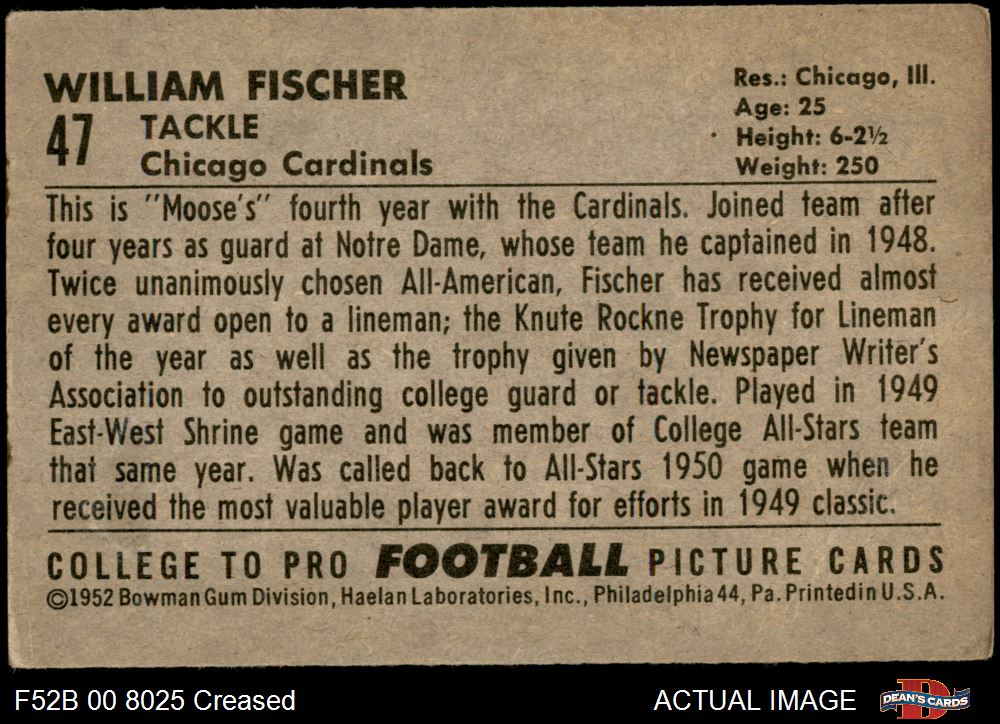 WILLIAM FISCHER
47 TACKLE
Chicago Cardinals
Res.: Chicago, Ill.
Age: 25
Height: 6-2½
Weight: 250
This is "Moose's" fourth year with the Cardinals. Joined team after
four years as guard at Notre Dame, whose team he captained in 1948.
Twice unanimously chosen All-American, Fischer has received almost
every award open to a lineman; the Knute Rockne Trophy for Lineman
of the year as well as the trophy given by Newspaper Writer's
Association to outstanding college guard or tackle. Played in 1949
East-West Shrine game and was member of College All-Stars team
that same year. Was called back to All-Stars 1950 game when he
received the most valuable player award for efforts in 1949 classic.
COLLEGE TO PRO FOOTBALL PICTURE CARDS
©1952 Bowman Gum Division, Haelan Laboratories, Inc., Philadelphia 44, Pa. Printed in U.S.A.
F52B 00 8025 Creased
ACTUAL IMAGE
DEAN'S CARDS